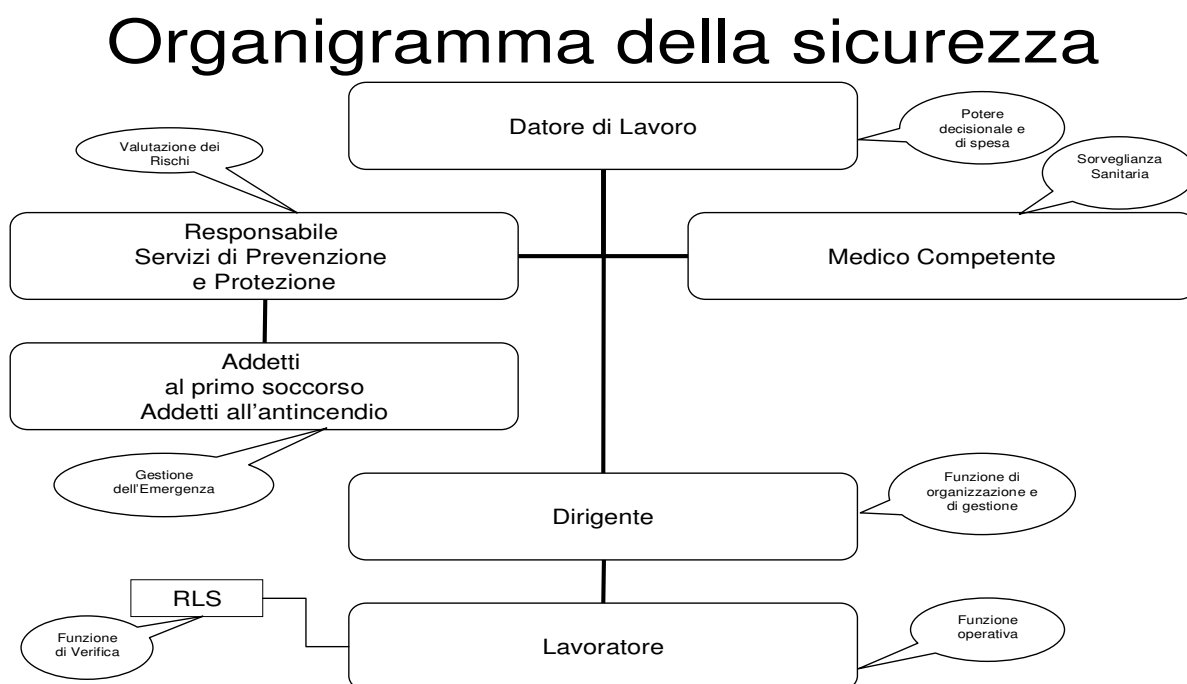 Organigramma della sicurezza
Datore di Lavoro
Potere
decisionale e
di spesa
Valutazione dei
Rischi
Sorveglianza
Sanitaria
Responsabile
Servizi di Prevenzione
e Protezione
Medico Competente
Addetti
al primo soccorso
Addetti all'antincendio
Gestione
dell'Emergenza
Dirigente
Funzione di
organizzazione e
di gestione
RLS
Funzione
di Verifica
Lavoratore
Funzione
operativa